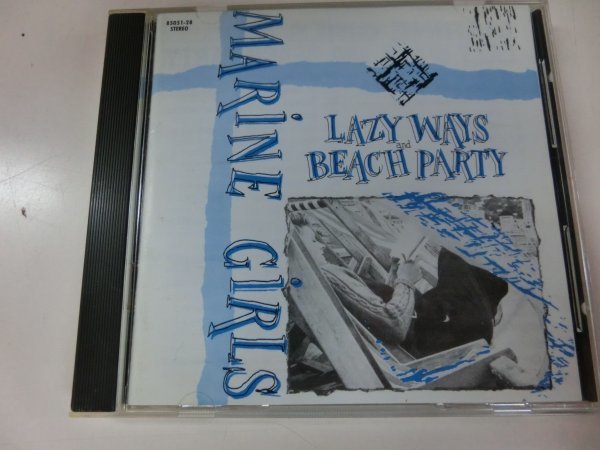 85051-28
STEREO
MARINE GIRLS
LAZY WAYS
and
BEACH PARTY